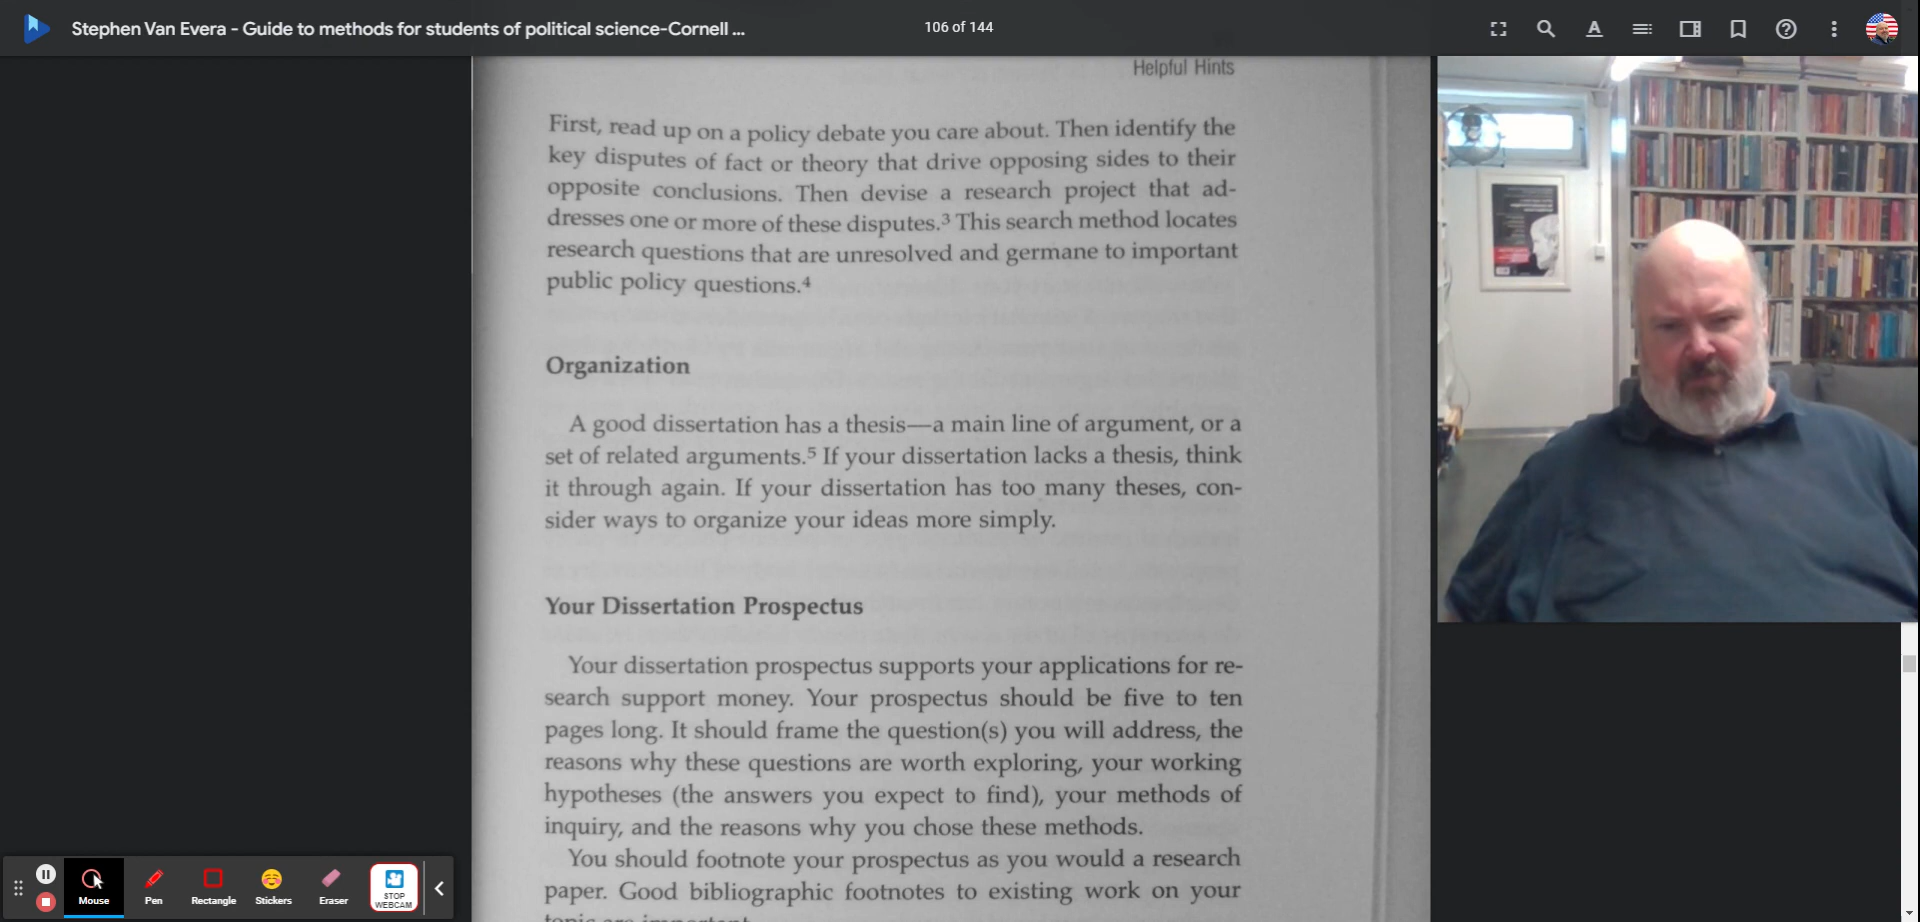 Stephen Van Evera - Guide to methods for students of political science-Cornell ...
106 of 144
Helpful Hints
First, read up on a policy debate you care about. Then identify the
key disputes of fact or theory that drive opposing sides to their
opposite conclusions. Then devise a research project that ad-
dresses one or more of these disputes.³ This search method locates
research questions that are unresolved and germane to important
public policy questions.⁴
Organization
A good dissertation has a thesis—a main line of argument, or a
set of related arguments.⁵ If your dissertation lacks a thesis, think
it through again. If your dissertation has too many theses, con-
sider ways to organize your ideas more simply.
Your Dissertation Prospectus
Your dissertation prospectus supports your applications for re-
search support money. Your prospectus should be five to ten
pages long. It should frame the question(s) you will address, the
reasons why these questions are worth exploring, your working
hypotheses (the answers you expect to find), your methods of
inquiry, and the reasons why you chose these methods.
You should footnote your prospectus as you would a research
paper. Good bibliographic footnotes to existing work on your
topic are important
Mouse
Pen
Rectangle
Stickers
Eraser
STOP
WEBCAM